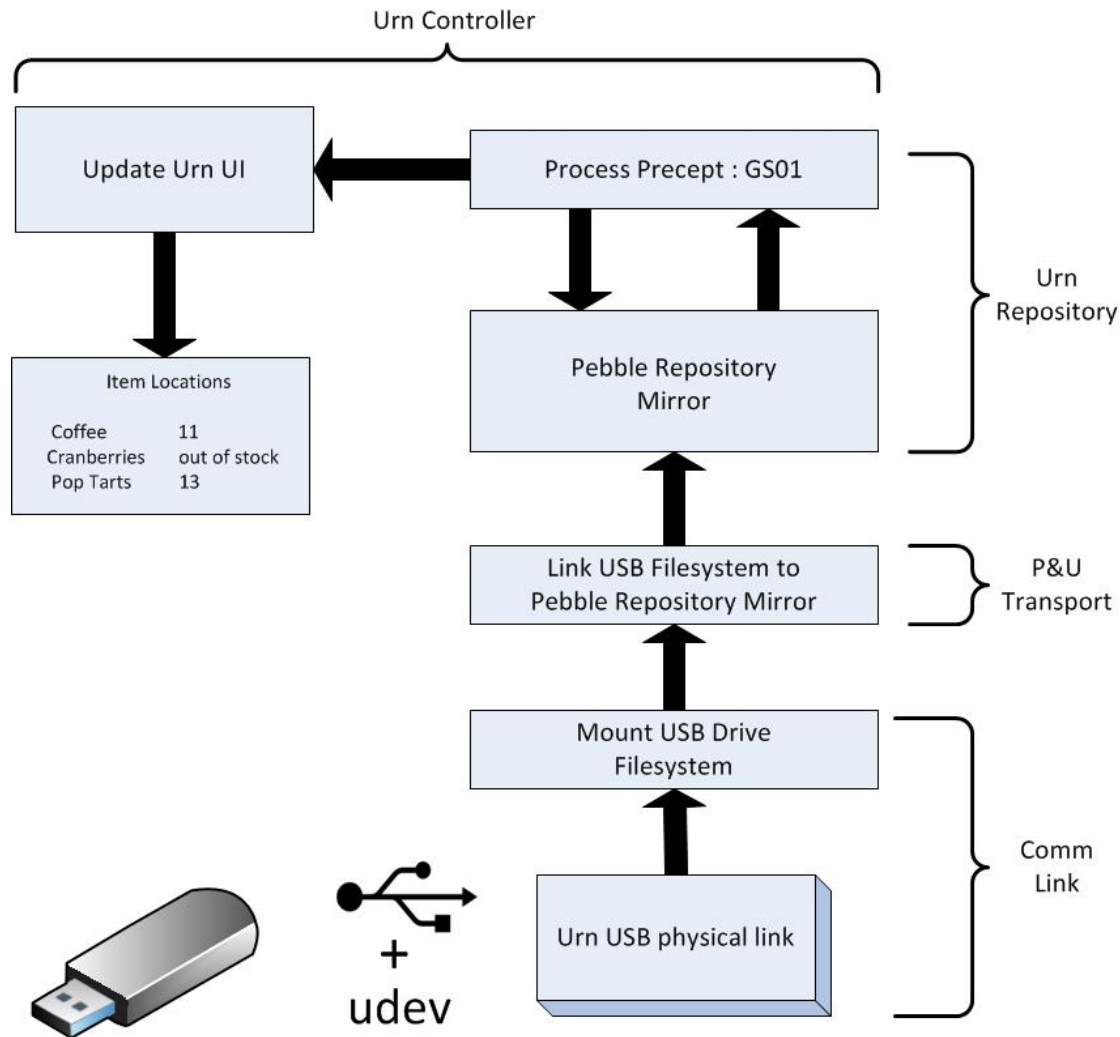 Urn Controller
Update Urn UI
Process Precept : GS01
Urn
Repository
Pebble Repository
Mirror
Item Locations
Coffee 11
Cranberries out of stock
Pop Tarts 13
Link USB Filesystem to
Pebble Repository Mirror
P&U
Transport
Mount USB Drive
Filesystem
Comm
Link
Urn USB physical link
+
udev